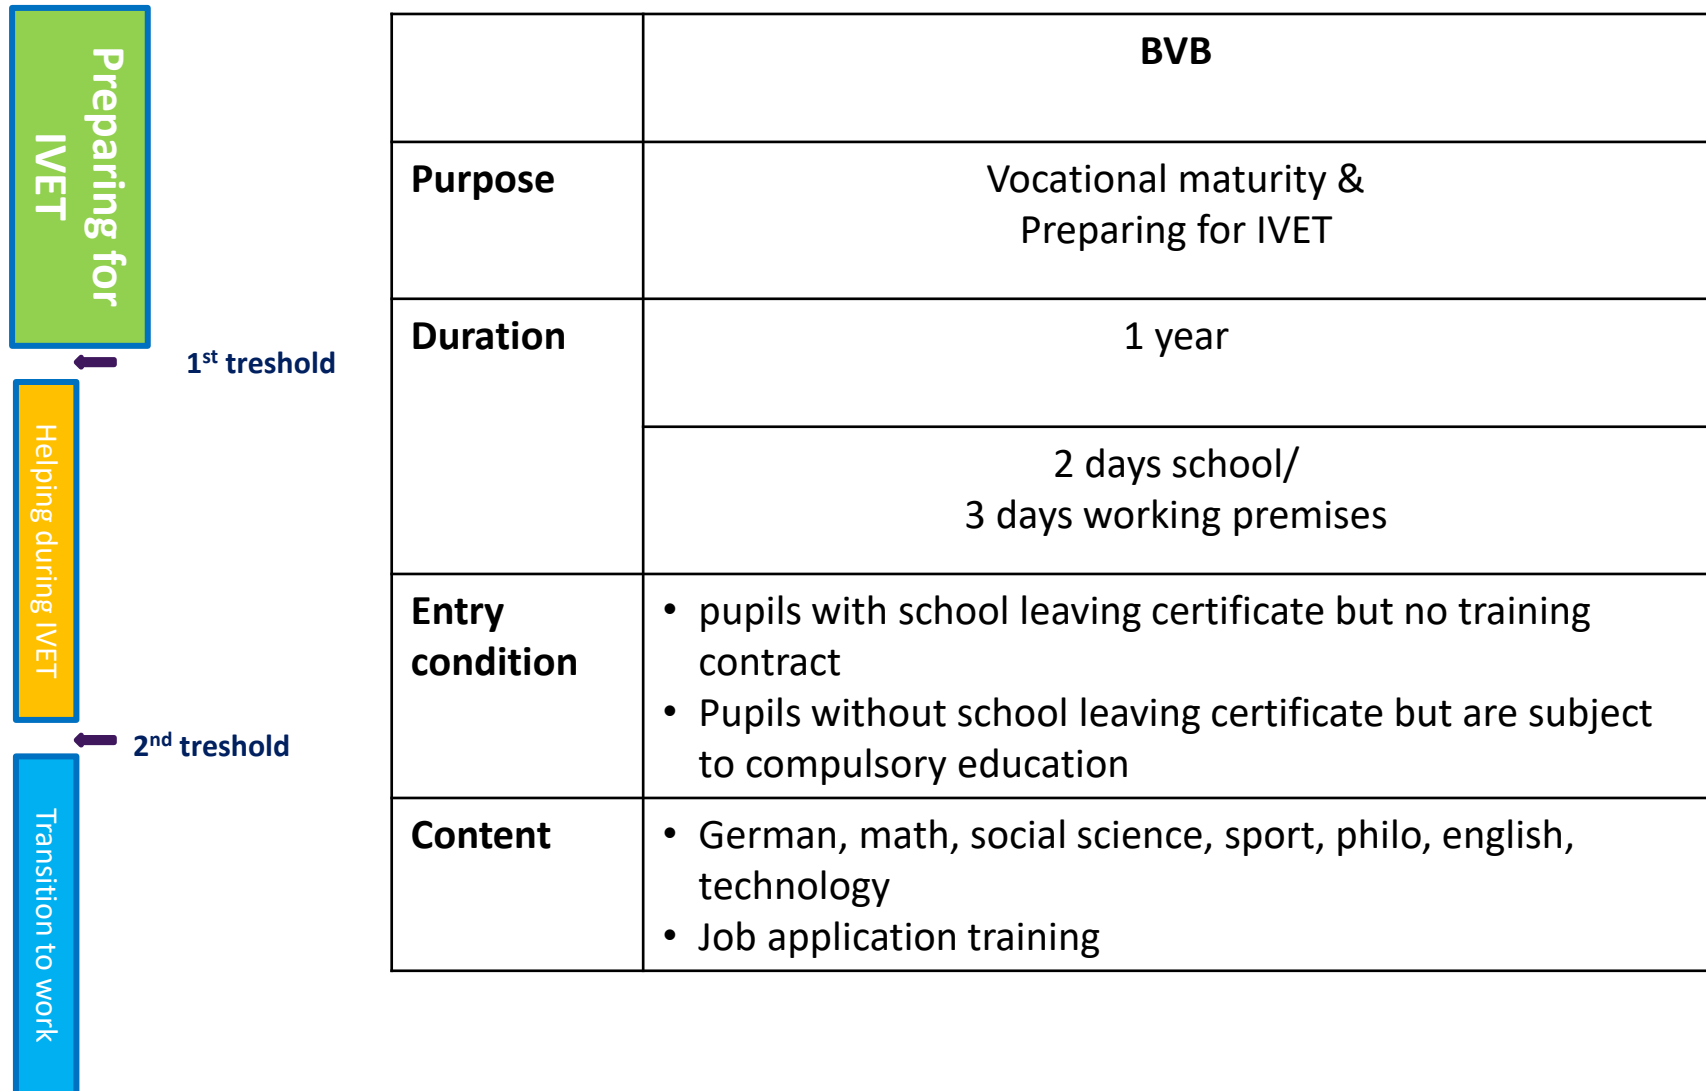 Preparing for
IVET
1st treshold
Helping during IVET
2nd treshold
Transition to work
BVB
Purpose
Vocational maturity &
Preparing for IVET
Duration
1 year
2 days school/
3 days working premises
Entry
condition
• pupils with school leaving certificate but no training
contract
• Pupils without school leaving certificate but are subject
to compulsory education
Content
• German, math, social science, sport, philo, english,
technology
• Job application training